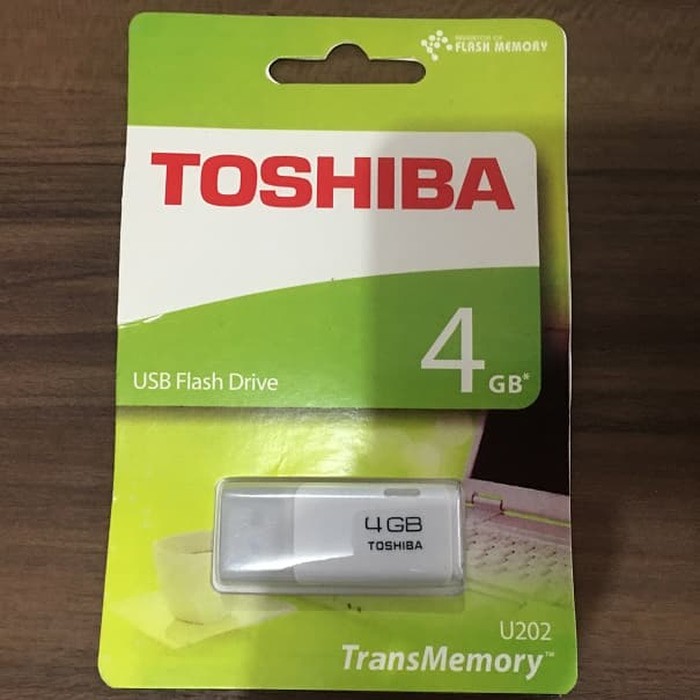 INVENTOR OF
FLASH MEMORY
TOSHIBA
4 GB*
USB Flash Drive
4GB
TOSHIBA
U202
TransMemory™